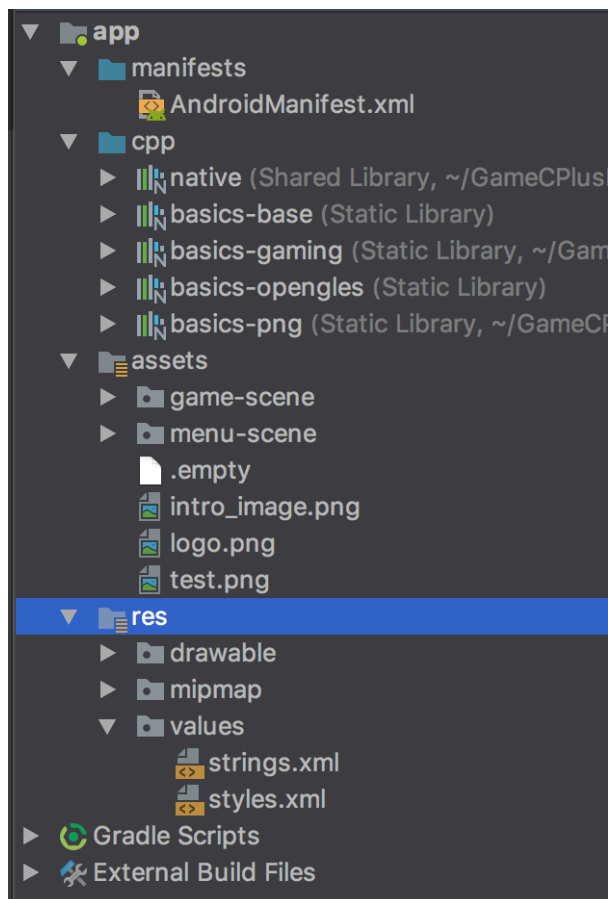 app
manifests
AndroidManifest.xml
cpp
native (Shared Library, ~/GameCPlus
basics-base (Static Library)
basics-gaming (Static Library, ~/Gam
basics-opengles (Static Library)
basics-png (Static Library, ~/GameCP
assets
game-scene
menu-scene
.empty
intro_image.png
logo.png
test.png
res
drawable
mipmap
values
strings.xml
styles.xml
Gradle Scripts
External Build Files